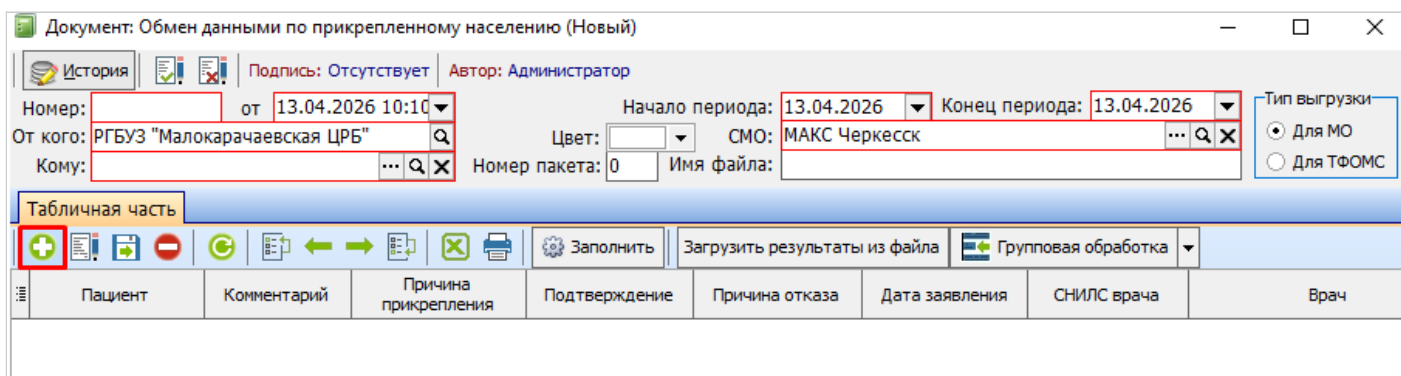 Документ: Обмен данными по прикрепленному населению (Новый)
История Подпись: Отсутствует Автор: Администратор
Номер: от 13.04.2026 10:10 Начало периода: 13.04.2026 Конец периода: 13.04.2026 Тип выгрузки
От кого: РГБУЗ "Малокарачаевская ЦРБ" Цвет: СМО: МАКС Черкесск Для МО
Кому: Номер пакета: 0 Имя файла: Для ТФОМС
Табличная часть
Заполнить Загрузить результаты из файла Групповая обработка
Пациент Комментарий Причина прикрепления Подтверждение Причина отказа Дата заявления СНИЛС врача Врач